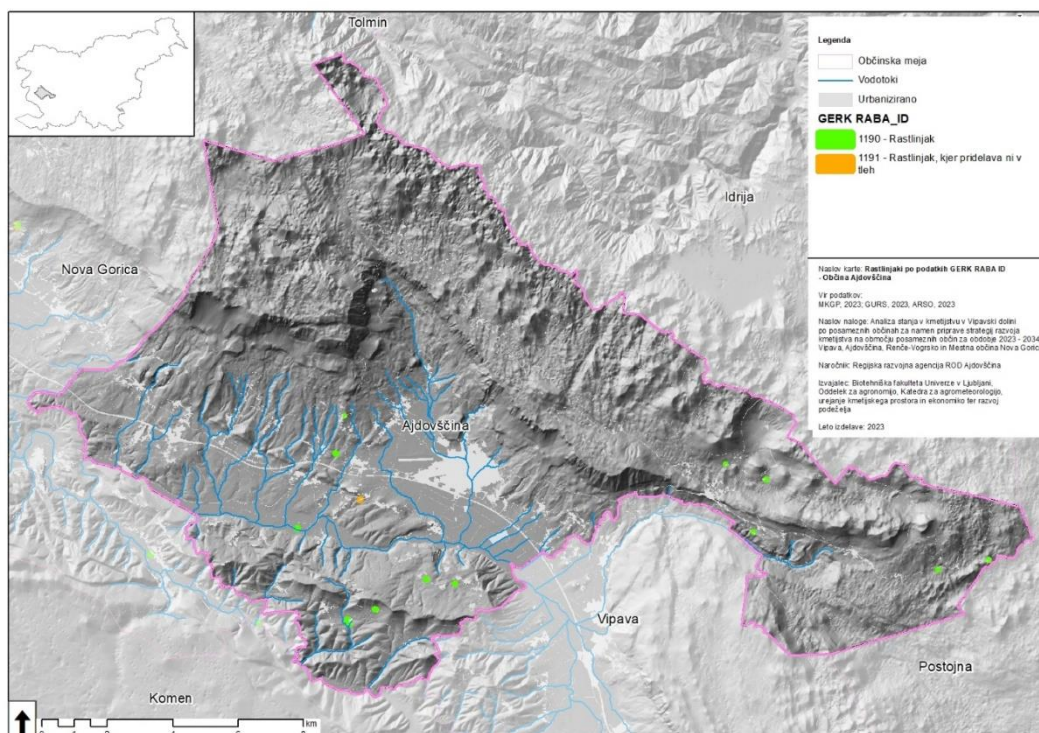 Tolmin
Idrija
Nova Gorica
Ajdovščina
Vipava
Postojna
Komen
km
0
4
8
Legenda
Občinska meja
Vodotoki
Urbanizirano
GERK RABA_ID
1190 - Rastlinjak
1191 - Rastlinjak, kjer pridelava ni v
tleh
Naslov karte: Rastlinjaki po podatkih GERK RABA ID
- Občina Ajdovščina
Vir podatkov:
MKGP, 2023; GURS, 2023, ARSO, 2023
Naslov naloge: Analiza stanja v kmetijstvu v Vipavski dolini
po posameznih občinah za namen priprave strategij razvoja
kmetijstva na območju posameznih občin za obdobje 2023 - 2034
Vipava, Ajdovščina, Renče-Vogrsko in Mestna občina Nova Goric
Naročnik: Regijska razvojna agencija ROD Ajdovščina
Izvajalec: Biotehniška fakulteta Univerze v Ljubljani,
Oddelek za agronomijo, Katedra za agrometeorologijo,
urejanje kmetijskega prostora in ekonomiko ter razvoj
podeželja
Leto izdelave: 2023